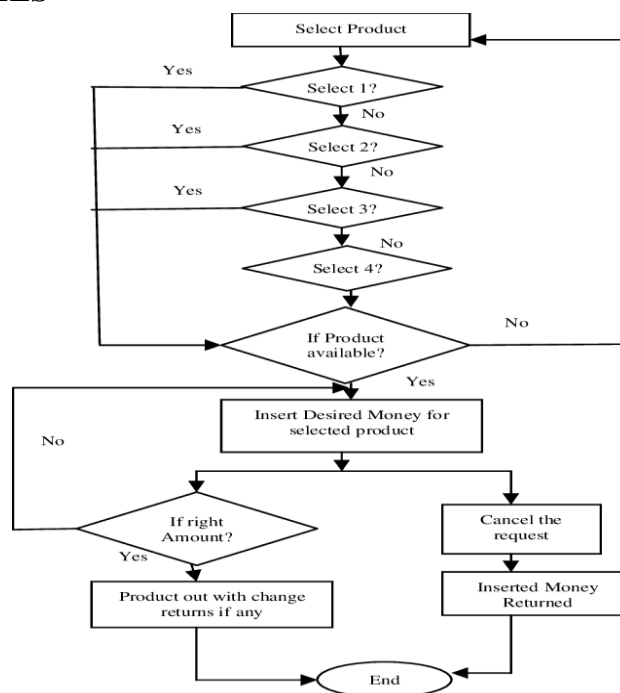 Select Product
Yes
Select 1?
No
Yes
Select 2?
No
Yes
Select 3?
No
Select 4?
If Product
available?
No
Yes
Insert Desired Money for
selected product
No
If right
Amount?
Yes
Cancel the
request
Product out with change
returns if any
Inserted Money
Returned
End